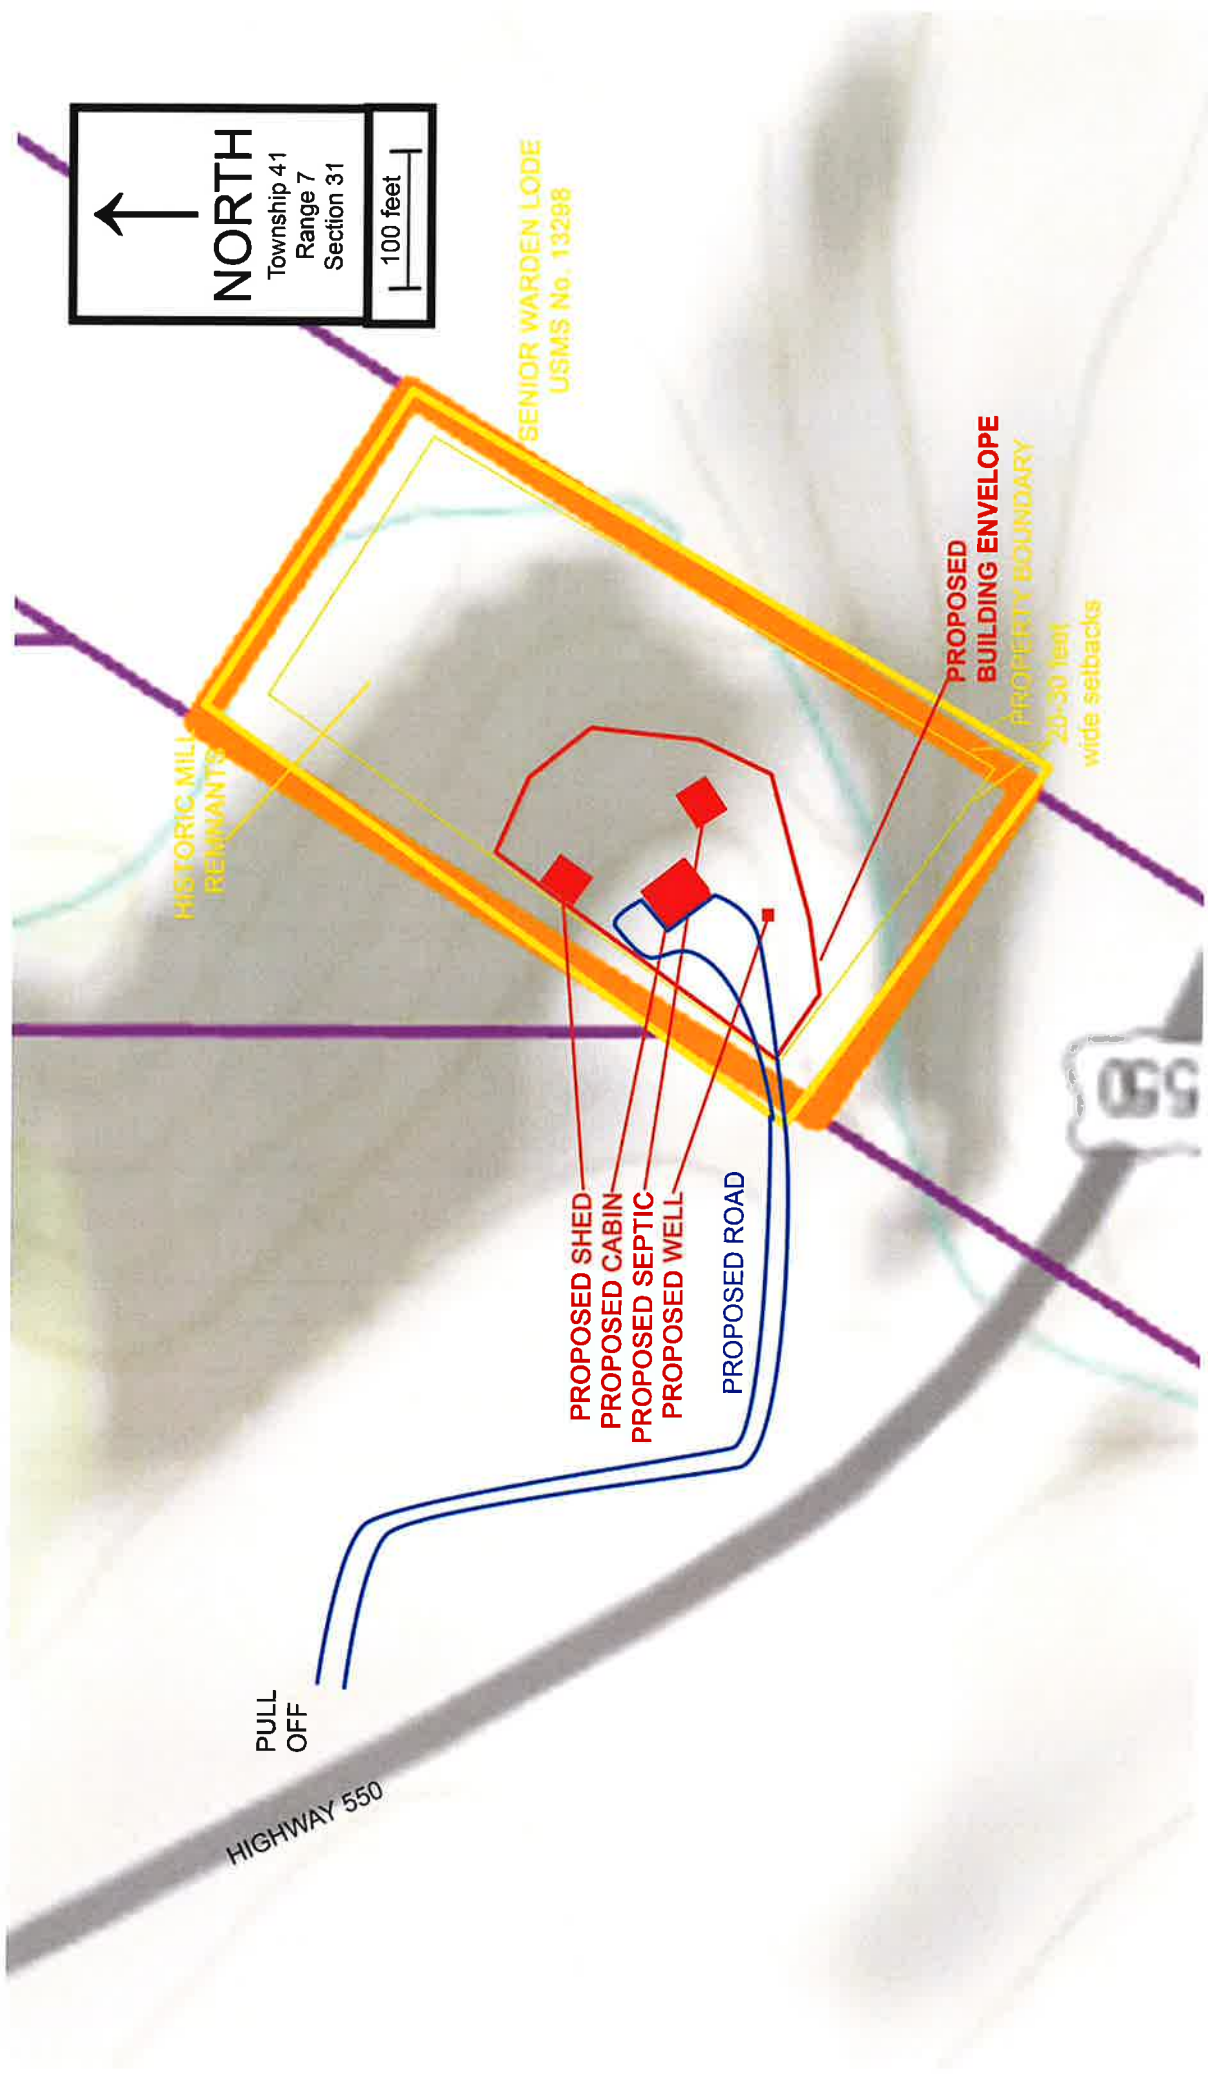 NORTH
Township 41
Range 7
Section 31
100 feet
SENIOR WARDEN LODE
USMS No. 13298
HISTORIC MILL
REMNANTS
PROPOSED
BUILDING ENVELOPE
PROPERTY BOUNDARY
20-30 feet
wide setbacks
PROPOSED SHED
PROPOSED CABIN
PROPOSED SEPTIC
PROPOSED WELL
PROPOSED ROAD
550
PULL
OFF
HIGHWAY 550